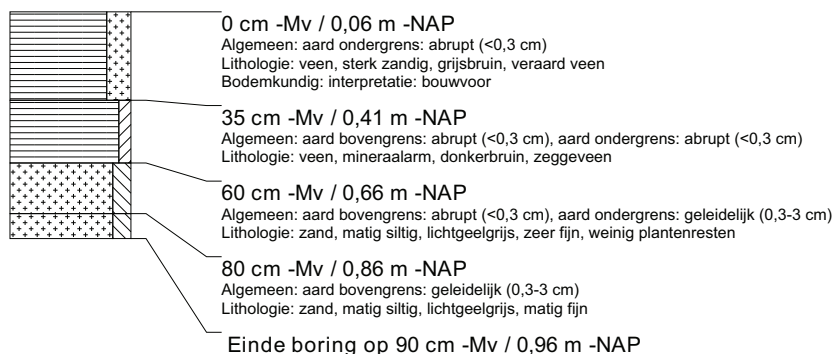 0 cm -Mv / 0,06 m -NAP
Algemeen: aard ondergrens: abrupt (<0,3 cm)
Lithologie: veen, sterk zandig, grijsbruin, veraard veen
Bodemkundig: interpretatie: bouwvoor
35 cm -Mv / 0,41 m -NAP
Algemeen: aard bovengrens: abrupt (<0,3 cm), aard ondergrens: abrupt (<0,3 cm)
Lithologie: veen, mineraalarm, donkerbruin, zeggeveen
60 cm -Mv / 0,66 m -NAP
Algemeen: aard bovengrens: abrupt (<0,3 cm), aard ondergrens: geleidelijk (0,3-3 cm)
Lithologie: zand, matig siltig, lichtgeelgrijs, zeer fijn, weinig plantenresten
80 cm -Mv / 0,86 m -NAP
Algemeen: aard bovengrens: geleidelijk (0,3-3 cm)
Lithologie: zand, matig siltig, lichtgeelgrijs, matig fijn
Einde boring op 90 cm -Mv / 0,96 m -NAP